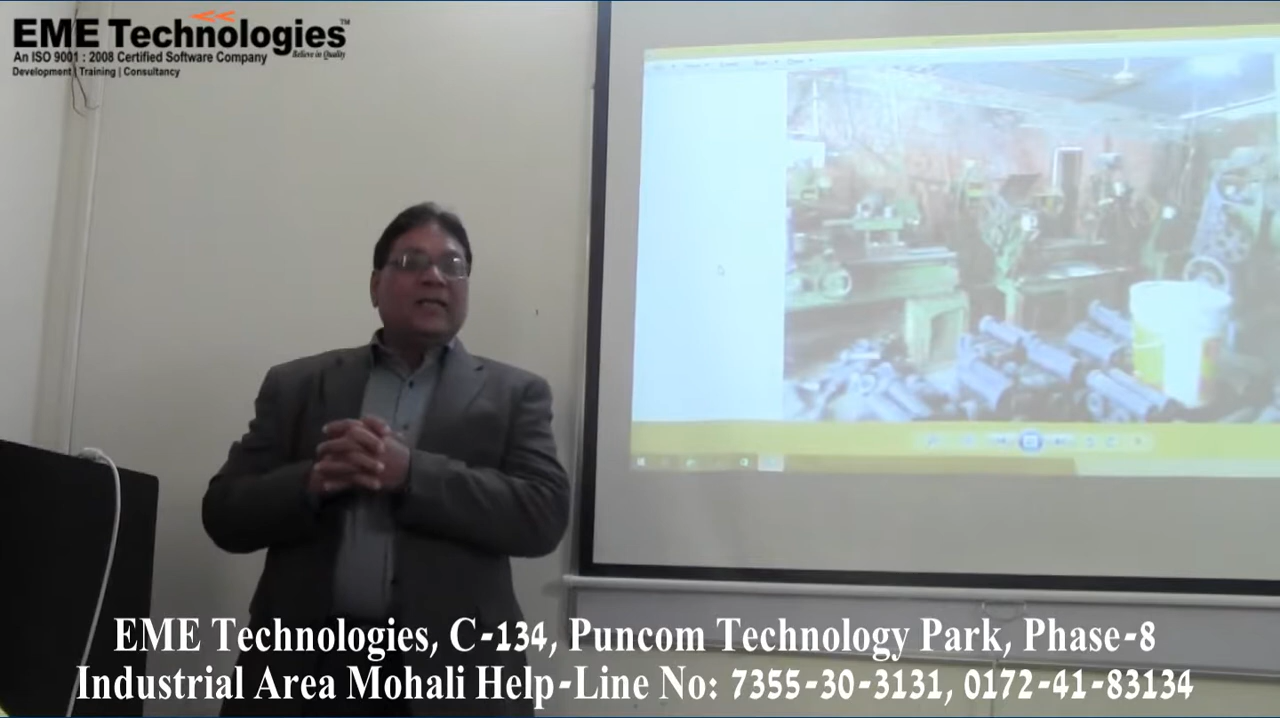 EME Technologies™
Believe in Quality
An ISO 9001 : 2008 Certified Software Company
Development | Training | Consultancy
EME Technologies, C-134, Puncom Technology Park, Phase-8
Industrial Area Mohali Help-Line No: 7355-30-3131, 0172-41-83134